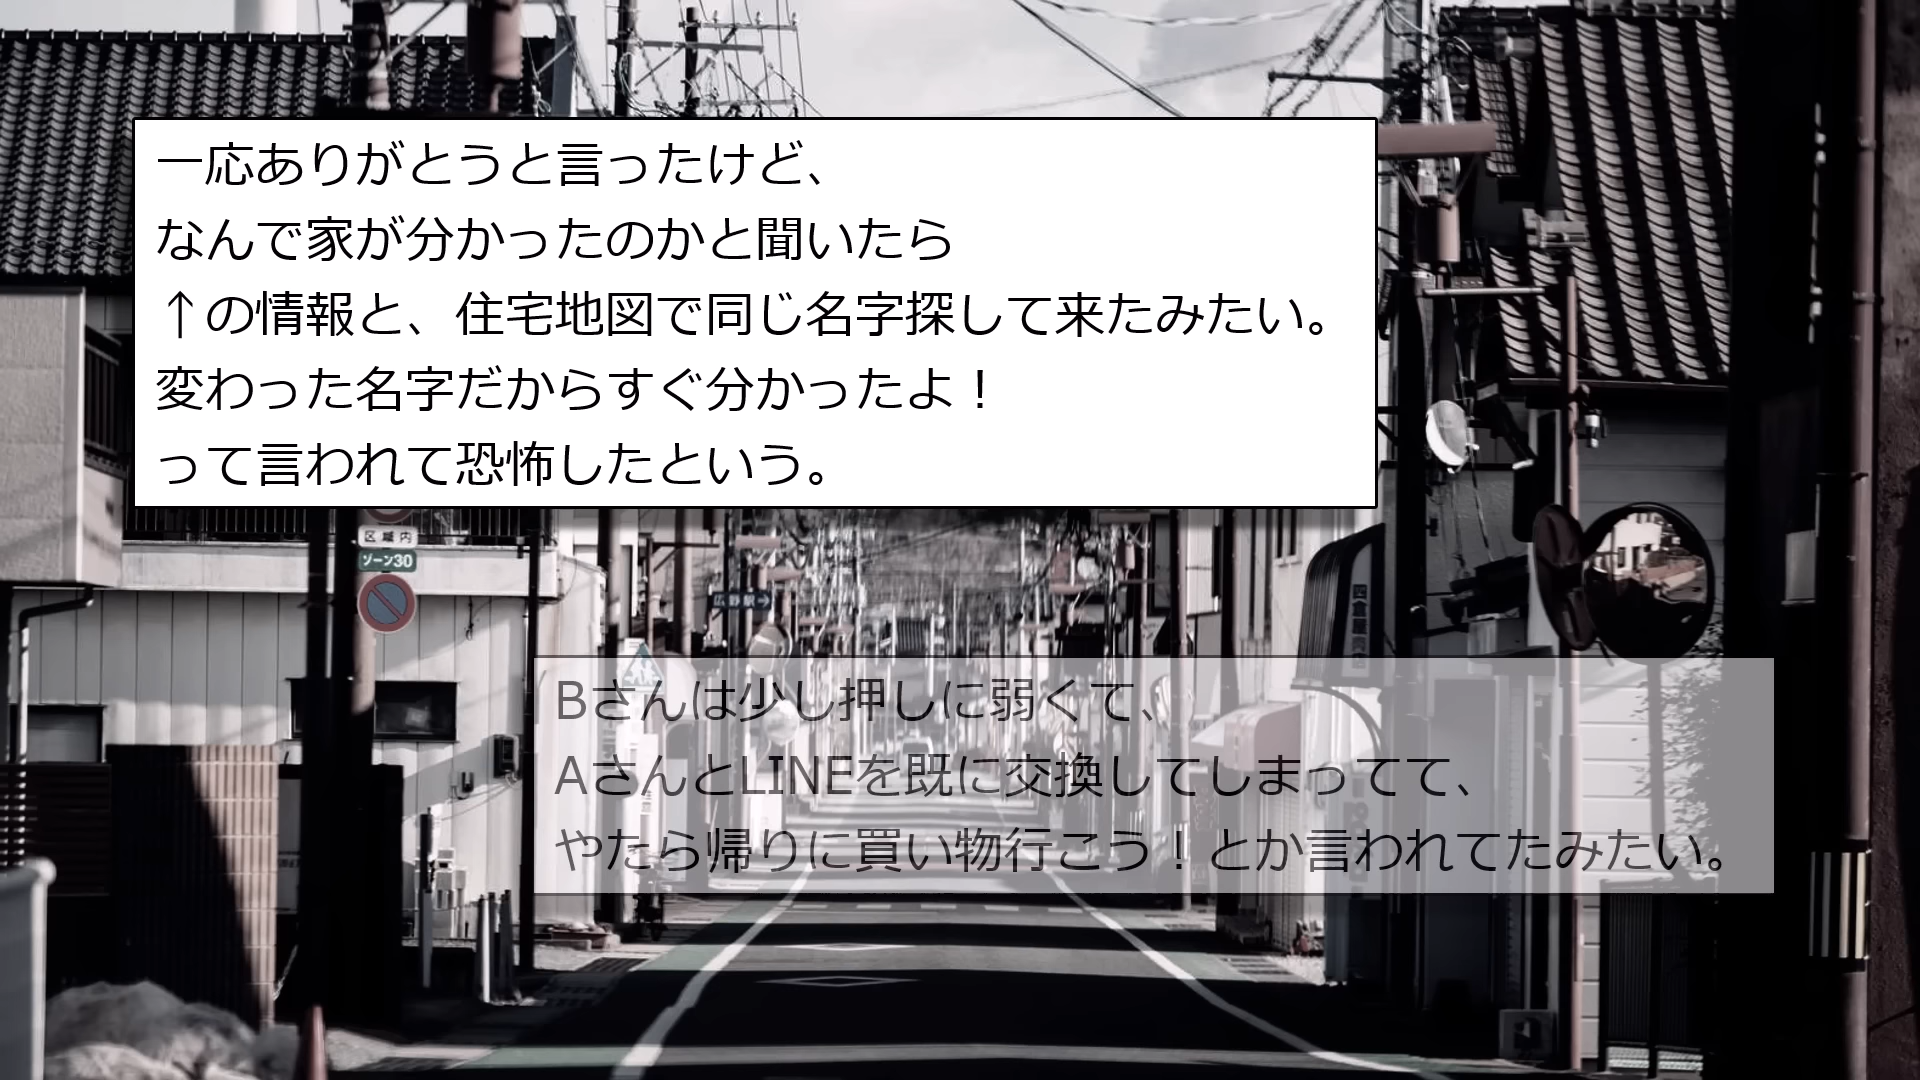 一応ありがとうと言ったけど、
なんで家が分かったのかと聞いたら
↑の情報と、住宅地図で同じ名字探して来たみたい。
変わった名字だからすぐ分かったよ！
って言われて恐怖したという。
区域内
ゾーン30
広野駅→
Bさんは少し押しに弱くて、
AさんとLINEを既に交換してしまってて、
やたら帰りに買い物行こう！とか言われてたみたい。